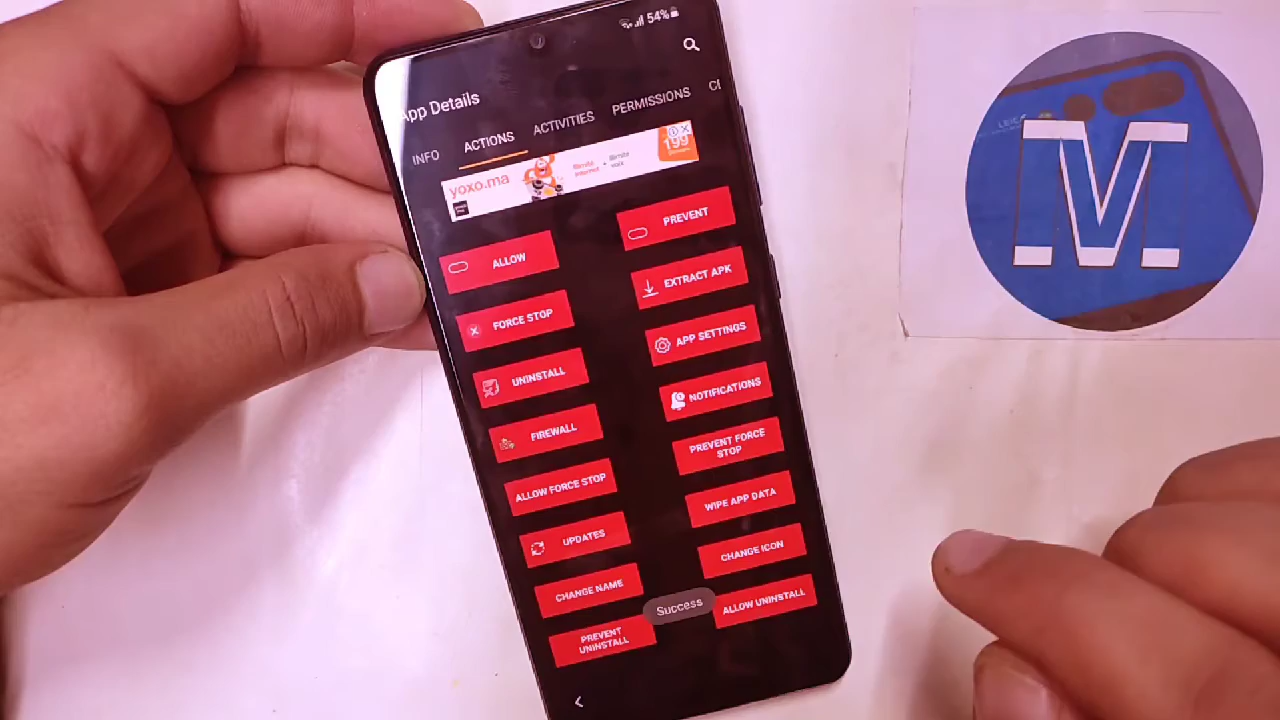 54%
App Details
INFO
ACTIONS
ACTIVITIES
PERMISSIONS
yoxo.ma
199
ALLOW
PREVENT
FORCE STOP
EXTRACT APK
UNINSTALL
APP SETTINGS
FIREWALL
NOTIFICATIONS
ALLOW FORCE STOP
PREVENT FORCE
STOP
UPDATES
WIPE APP DATA
CHANGE NAME
CHANGE ICON
PREVENT
UNINSTALL
ALLOW UNINSTALL
Success
M